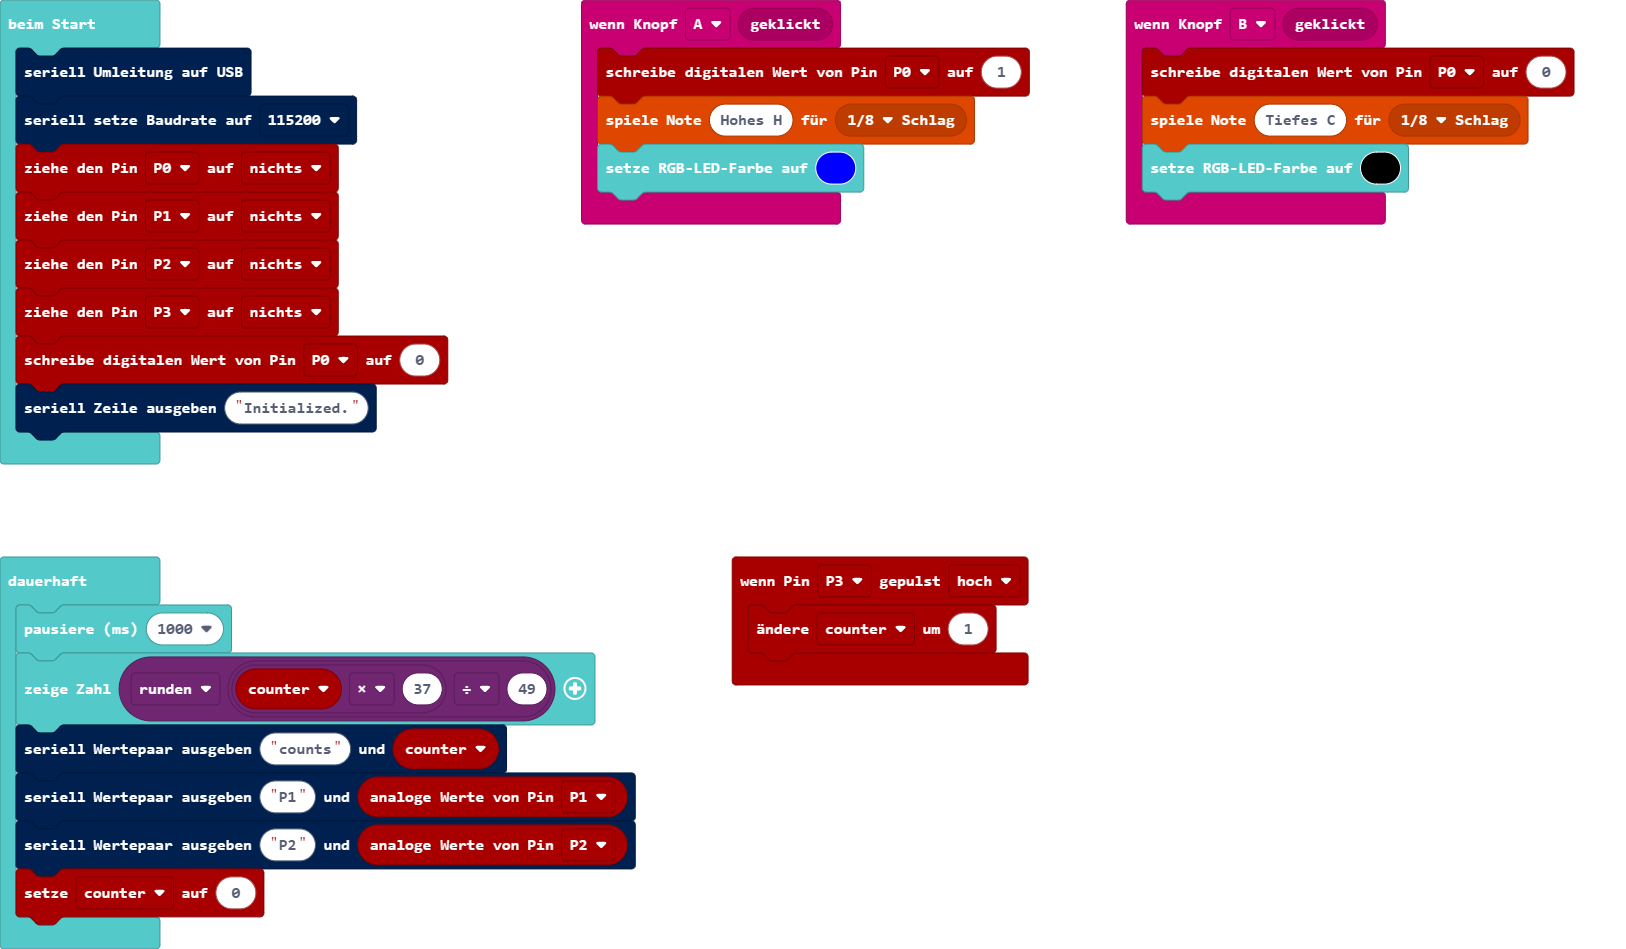 beim Start
seriell Umleitung auf USB
seriell setze Baudrate auf 115200
ziehe den Pin P0 auf nichts
ziehe den Pin P1 auf nichts
ziehe den Pin P2 auf nichts
ziehe den Pin P3 auf nichts
schreibe digitalen Wert von Pin P0 auf 0
seriell Zeile ausgeben "Initialized."
wenn Knopf A geklickt
schreibe digitalen Wert von Pin P0 auf 1
spiele Note Hohes H für 1/8 Schlag
setze RGB-LED-Farbe auf
wenn Knopf B geklickt
schreibe digitalen Wert von Pin P0 auf 0
spiele Note Tiefes C für 1/8 Schlag
setze RGB-LED-Farbe auf
dauerhaft
pausiere (ms) 1000
zeige Zahl runden counter × 37 ÷ 49
seriell Wertepaar ausgeben "counts" und counter
seriell Wertepaar ausgeben "P1" und analoge Werte von Pin P1
seriell Wertepaar ausgeben "P2" und analoge Werte von Pin P2
setze counter auf 0
wenn Pin P3 gepulst hoch
ändere counter um 1